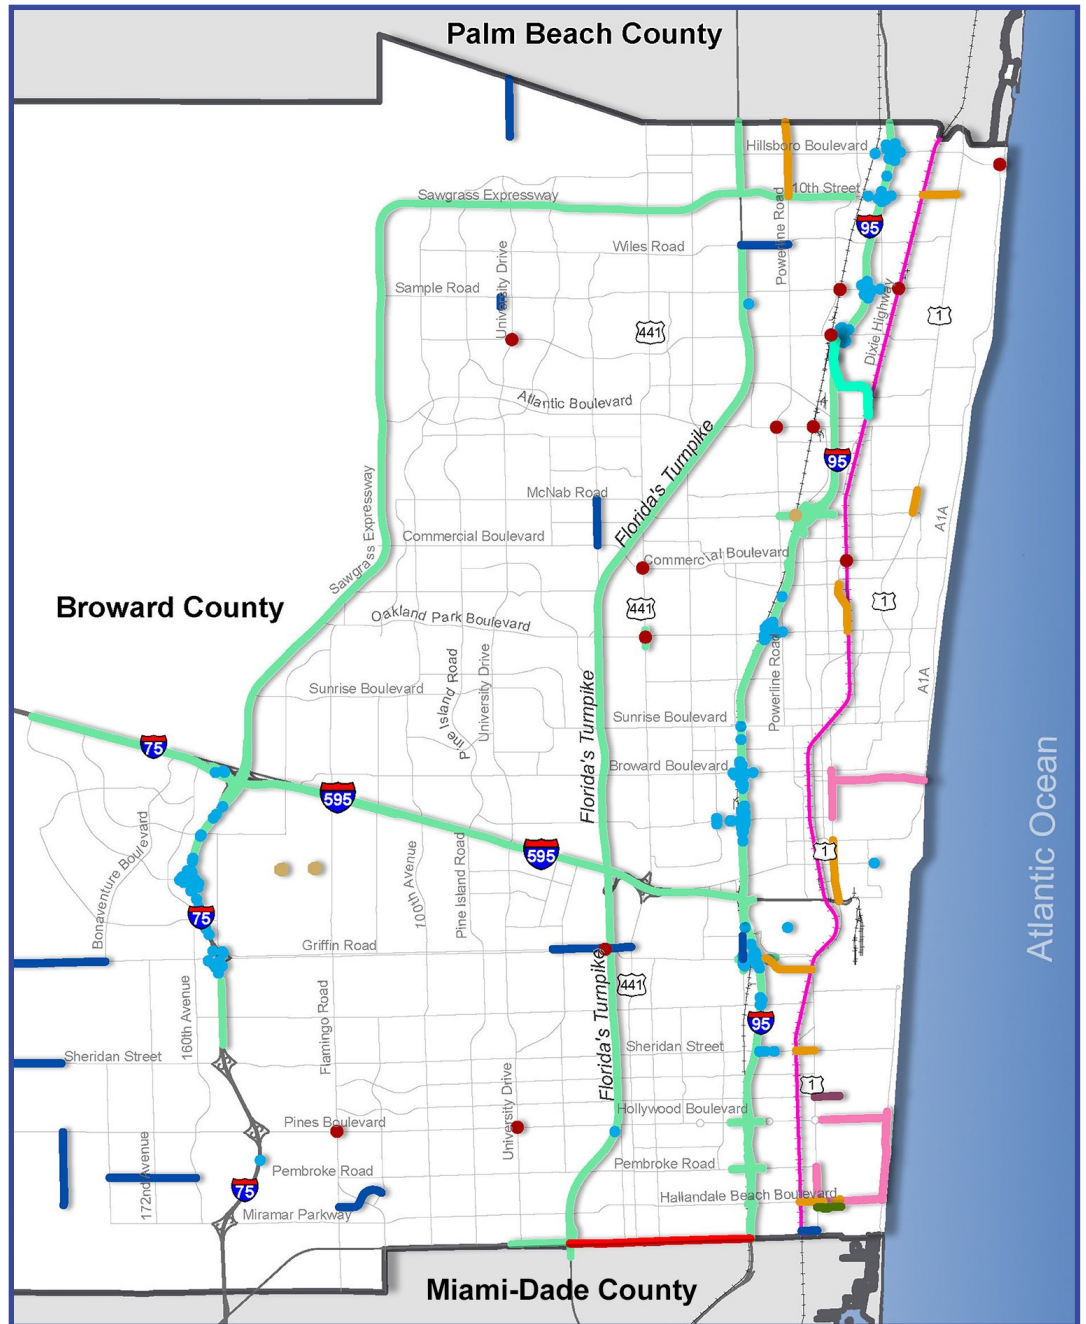 Palm Beach County
Hillsboro Boulevard
10th Street
Sawgrass Expressway
Powerline Road
95
Wiles Road
University Drive
Sample Road
Dixie Highway
1
441
Atlantic Boulevard
Florida's Turnpike
95
McNab Road
Sawgrass Expressway
A1A
Commercial Boulevard
Commercial Boulevard
Broward County
441
1
Oakland Park Boulevard
Pine Island Road
University Drive
Powerline Road
A1A
Sunrise Boulevard
Florida's Turnpike
Sunrise Boulevard
75
Broward Boulevard
595
Atlantic Ocean
Bonaventure Boulevard
100th Avenue
Pine Island Road
595
1
75
Griffin Road
441
160th Avenue
Flamingo Road
Florida's Turnpike
95
Sheridan Street
Sheridan Street
University Drive
1
Hollywood Boulevard
Pines Boulevard
172nd Avenue
Pembroke Road
Pembroke Road
75
Hallandale Beach Boulevard
Miramar Parkway
Miami-Dade County